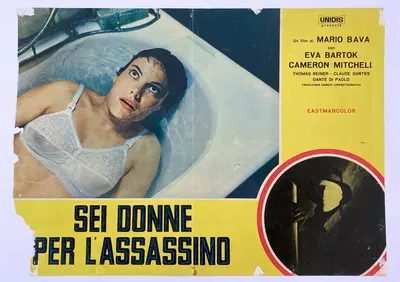 UNIDIS
presenta
Un film di MARIO BAVA
con
EVA BARTOK
CAMERON MITCHELL
THOMAS REINER - CLAUDE DANTES
DANTE DI PAOLO
EASTMANCOLOR
SEI DONNE
PER L'ASSASSINO